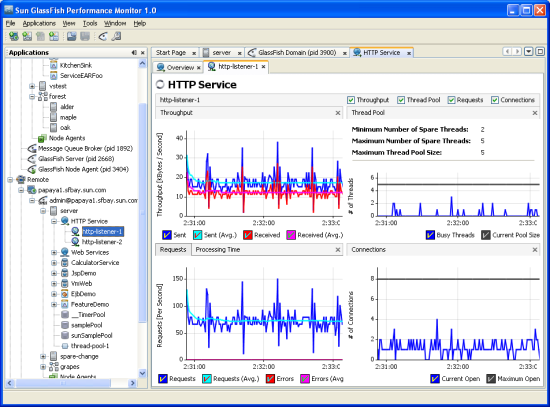 Sun GlassFish Performance Monitor 1.0
File Applications View Tools Window Help
Applications
Start Page
server
GlassFish Domain (pid 3900)
HTTP Service
KitchenSink
ServiceEARFoo
vstest
forest
alder
maple
oak
Node Agents
Message Queue Broker (pid 1892)
GlassFish Server (pid 2668)
GlassFish Node Agent (pid 3404)
Remote
papaya1.sfbay.sun.com
admin@papaya1.sfbay.sun.com
server
HTTP Service
http-listener-1
http-listener-2
Web Services
CalculatorService
JspDemo
VmWeb
EjbDemo
FeatureDemo
__TimerPool
samplePool
sunSamplePool
thread-pool-1
spare-change
grapes
Node Agents
Overview
http-listener-1
HTTP Service
http-listener-1
Throughput Thread Pool Requests Connections
Throughput
Throughput [KBytes / Second]
40
30
20
10
0
2:31:00 2:32:00 2:33:0
Sent Sent (Avg.) Received Received (Avg.)
Thread Pool
Minimum Number of Spare Threads: 2
Maximum Number of Spare Threads: 5
Maximum Thread Pool Size: 5
# of Threads
6
4
2
0
2:31:00 2:32:00 2:33:0
Busy Threads Current Pool Size
Requests Processing Time
Requests [Per Second]
150
100
50
0
2:31:00 2:32:00 2:33:0
Requests Requests (Avg.) Errors Errors (Avg
Connections
# of Connections
8
6
4
2
0
2:31:00 2:32:00 2:33:0
Current Open Maximum Open